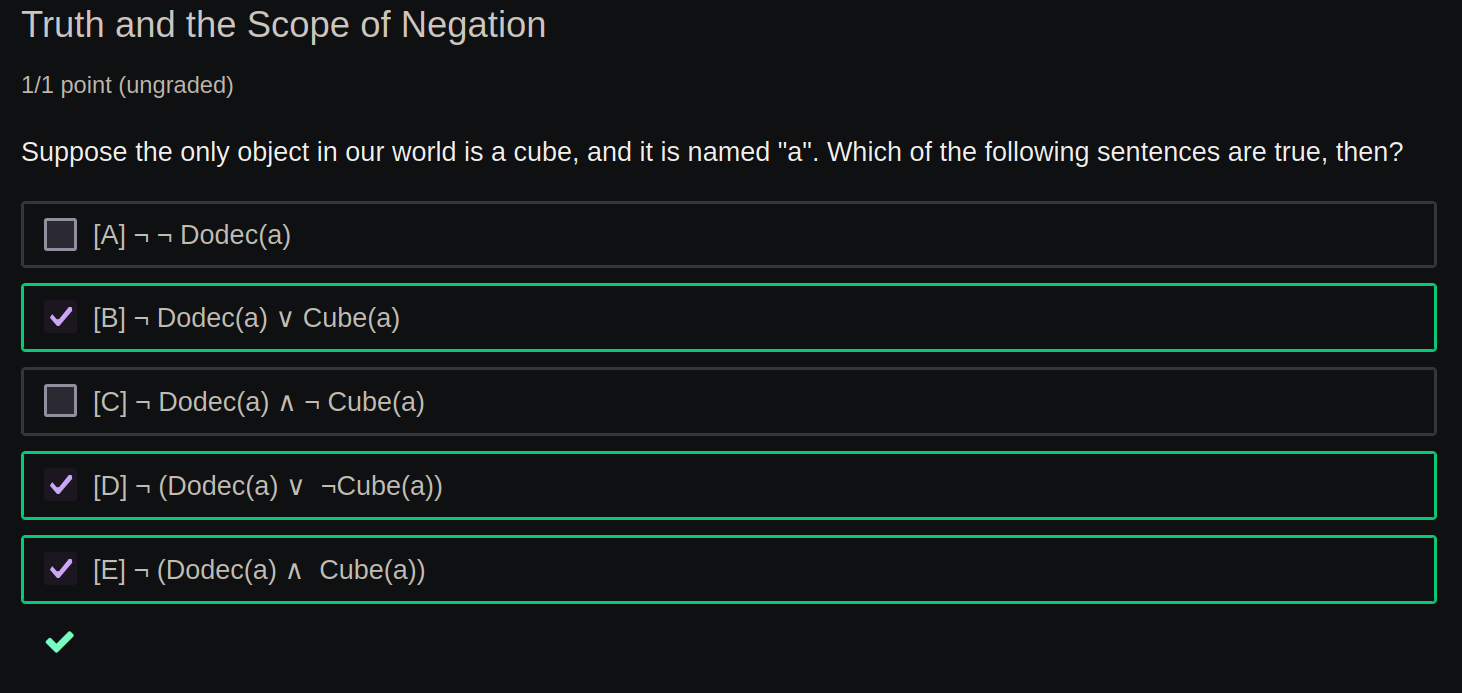 Truth and the Scope of Negation
1/1 point (ungraded)
Suppose the only object in our world is a cube, and it is named "a". Which of the following sentences are true, then?
[A] ¬ ¬ Dodec(a)
[B] ¬ Dodec(a) ∨ Cube(a)
[C] ¬ Dodec(a) ∧ ¬ Cube(a)
[D] ¬ (Dodec(a) ∨ ¬Cube(a))
[E] ¬ (Dodec(a) ∧ Cube(a))